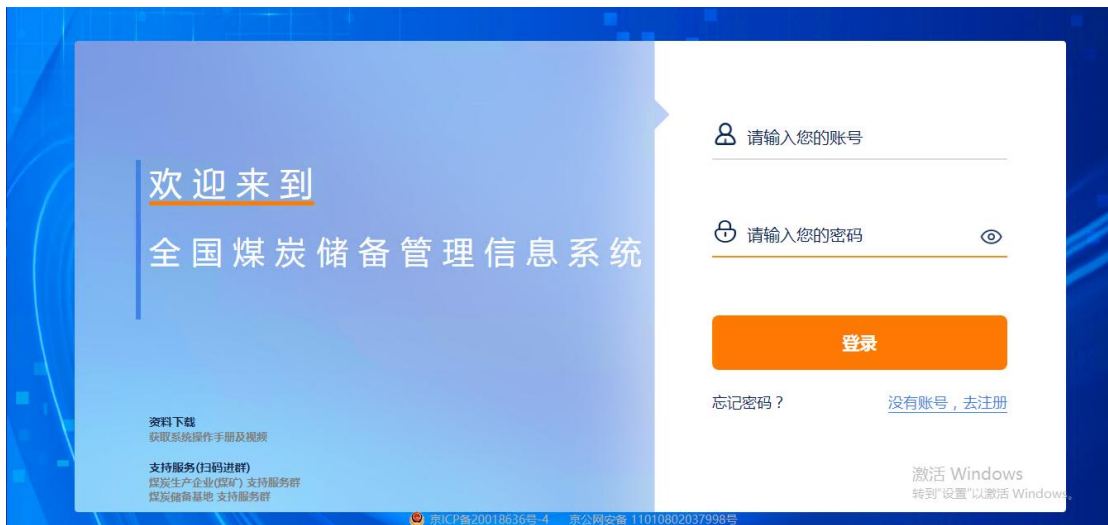 欢迎来到
全国煤炭储备管理信息系统
资料下载
获取系统操作手册及视频
支持服务(扫码进群)
煤炭生产企业(煤矿) 支持服务群
煤炭储备基地 支持服务群
请输入您的账号
请输入您的密码
登录
忘记密码？
没有账号，去注册
激活 Windows
转到"设置"以激活 Windows。
京ICP备20018636号-4 京公网安备 11010802037998号